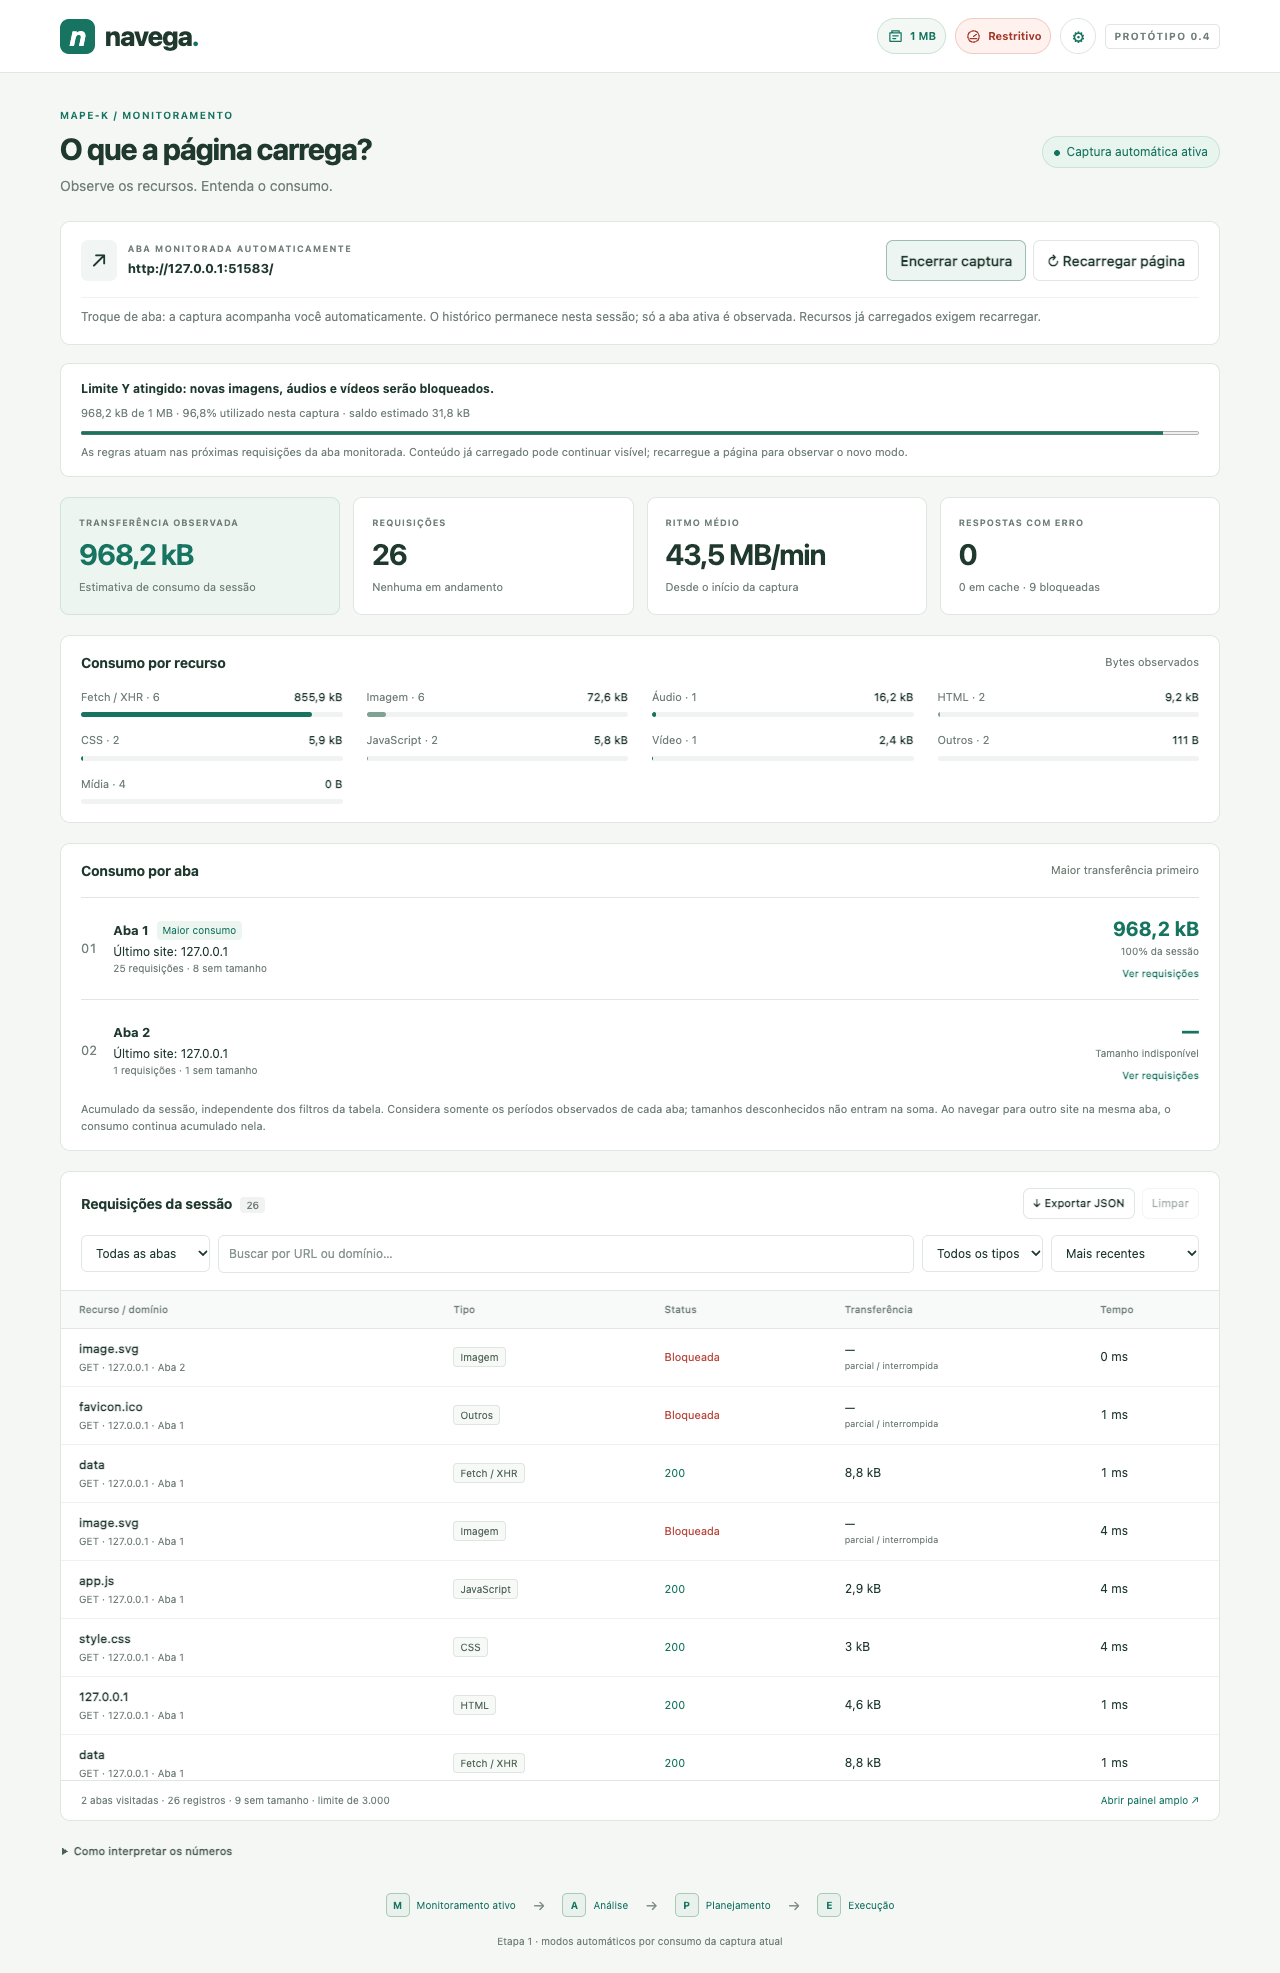 n navega.
1 MB
Restritivo
PROTÓTIPO 0.4
MAPE-K / MONITORAMENTO
O que a página carrega?
Captura automática ativa
Observe os recursos. Entenda o consumo.
ABA MONITORADA AUTOMATICAMENTE
http://127.0.0.1:51583/
Encerrar captura
↻ Recarregar página
Troque de aba: a captura acompanha você automaticamente. O histórico permanece nesta sessão; só a aba ativa é observada. Recursos já carregados exigem recarregar.
Limite Y atingido: novas imagens, áudios e vídeos serão bloqueados.
968,2 kB de 1 MB · 96,8% utilizado nesta captura · saldo estimado 31,8 kB
As regras atuam nas próximas requisições da aba monitorada. Conteúdo já carregado pode continuar visível; recarregue a página para observar o novo modo.
TRANSFERÊNCIA OBSERVADA
968,2 kB
Estimativa de consumo da sessão
REQUISIÇÕES
26
Nenhuma em andamento
RITMO MÉDIO
43,5 MB/min
Desde o início da captura
RESPOSTAS COM ERRO
0
0 em cache · 9 bloqueadas
Consumo por recurso
Bytes observados
Fetch / XHR · 6 855,9 kB
Imagem · 6 72,6 kB
Áudio · 1 16,2 kB
HTML · 2 9,2 kB
CSS · 2 5,9 kB
JavaScript · 2 5,8 kB
Vídeo · 1 2,4 kB
Outros · 2 111 B
Mídia · 4 0 B
Consumo por aba
Maior transferência primeiro
01
Aba 1 Maior consumo
Último site: 127.0.0.1
25 requisições · 8 sem tamanho
968,2 kB
100% da sessão
Ver requisições
02
Aba 2
Último site: 127.0.0.1
1 requisições · 1 sem tamanho
—
Tamanho indisponível
Ver requisições
Acumulado da sessão, independente dos filtros da tabela. Considera somente os períodos observados de cada aba; tamanhos desconhecidos não entram na soma. Ao navegar para outro site na mesma aba, o
consumo continua acumulado nela.
Requisições da sessão 26
↓ Exportar JSON
Limpar
Todas as abas
Buscar por URL ou domínio...
Todos os tipos
Mais recentes
Recurso / domínio Tipo Status Transferência Tempo
image.svg
GET · 127.0.0.1 · Aba 2
Imagem
Bloqueada
—
parcial / interrompida
0 ms
favicon.ico
GET · 127.0.0.1 · Aba 1
Outros
Bloqueada
—
parcial / interrompida
1 ms
data
GET · 127.0.0.1 · Aba 1
Fetch / XHR
200
8,8 kB
1 ms
image.svg
GET · 127.0.0.1 · Aba 1
Imagem
Bloqueada
—
parcial / interrompida
4 ms
app.js
GET · 127.0.0.1 · Aba 1
JavaScript
200
2,9 kB
4 ms
style.css
GET · 127.0.0.1 · Aba 1
CSS
200
3 kB
4 ms
127.0.0.1
GET · 127.0.0.1 · Aba 1
HTML
200
4,6 kB
1 ms
data
GET · 127.0.0.1 · Aba 1
Fetch / XHR
200
8,8 kB
1 ms
2 abas visitadas · 26 registros · 9 sem tamanho · limite de 3.000
Abrir painel amplo ↗
▶ Como interpretar os números
M Monitoramento ativo → A Análise → P Planejamento → E Execução
Etapa 1 · modos automáticos por consumo da captura atual